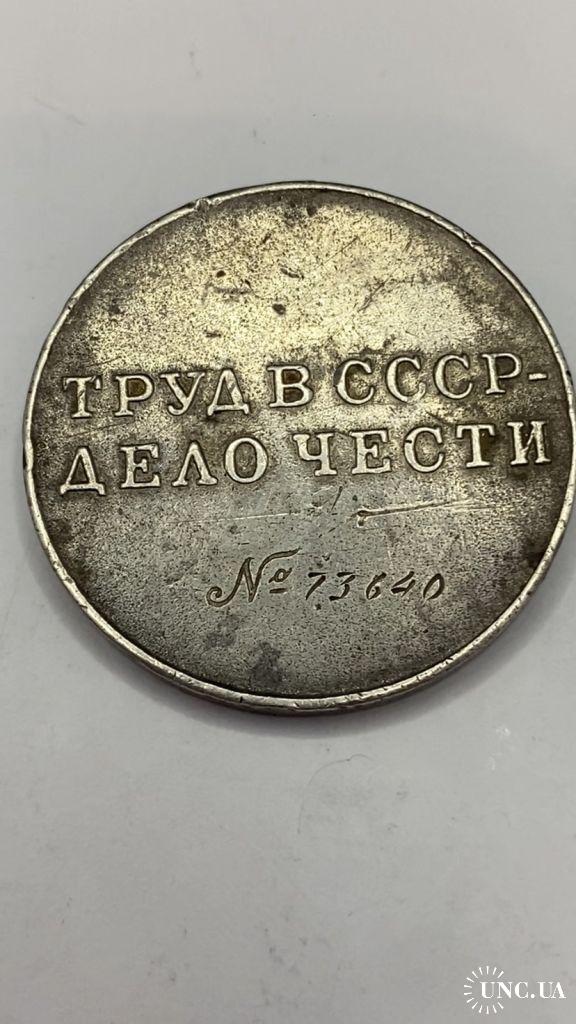 ТРУД В СССР-
ДЕЛО ЧЕСТИ
№ 73640
UNC.UA